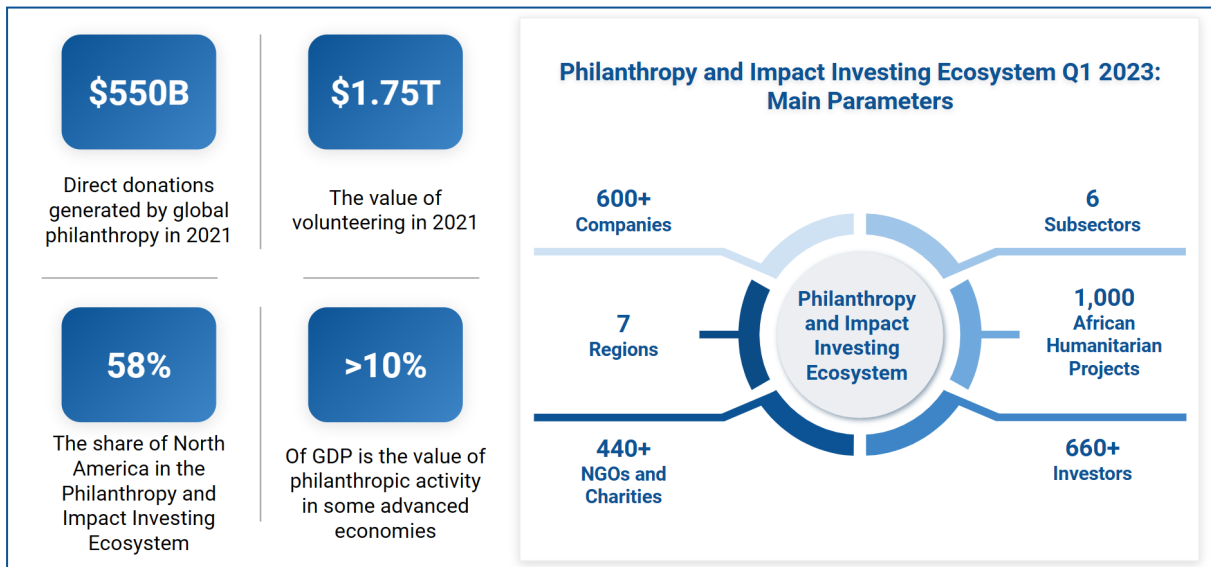 $550B
Direct donations
generated by global
philanthropy in 2021
$1.75T
The value of
volunteering in 2021
58%
The share of North
America in the
Philanthropy and
Impact Investing
Ecosystem
>10%
Of GDP is the value of
philanthropic activity
in some advanced
economies
Philanthropy and Impact Investing Ecosystem Q1 2023:
Main Parameters
600+
Companies
7
Regions
440+
NGOs and
Charities
Philanthropy
and Impact
Investing
Ecosystem
6
Subsectors
1,000
African
Humanitarian
Projects
660+
Investors